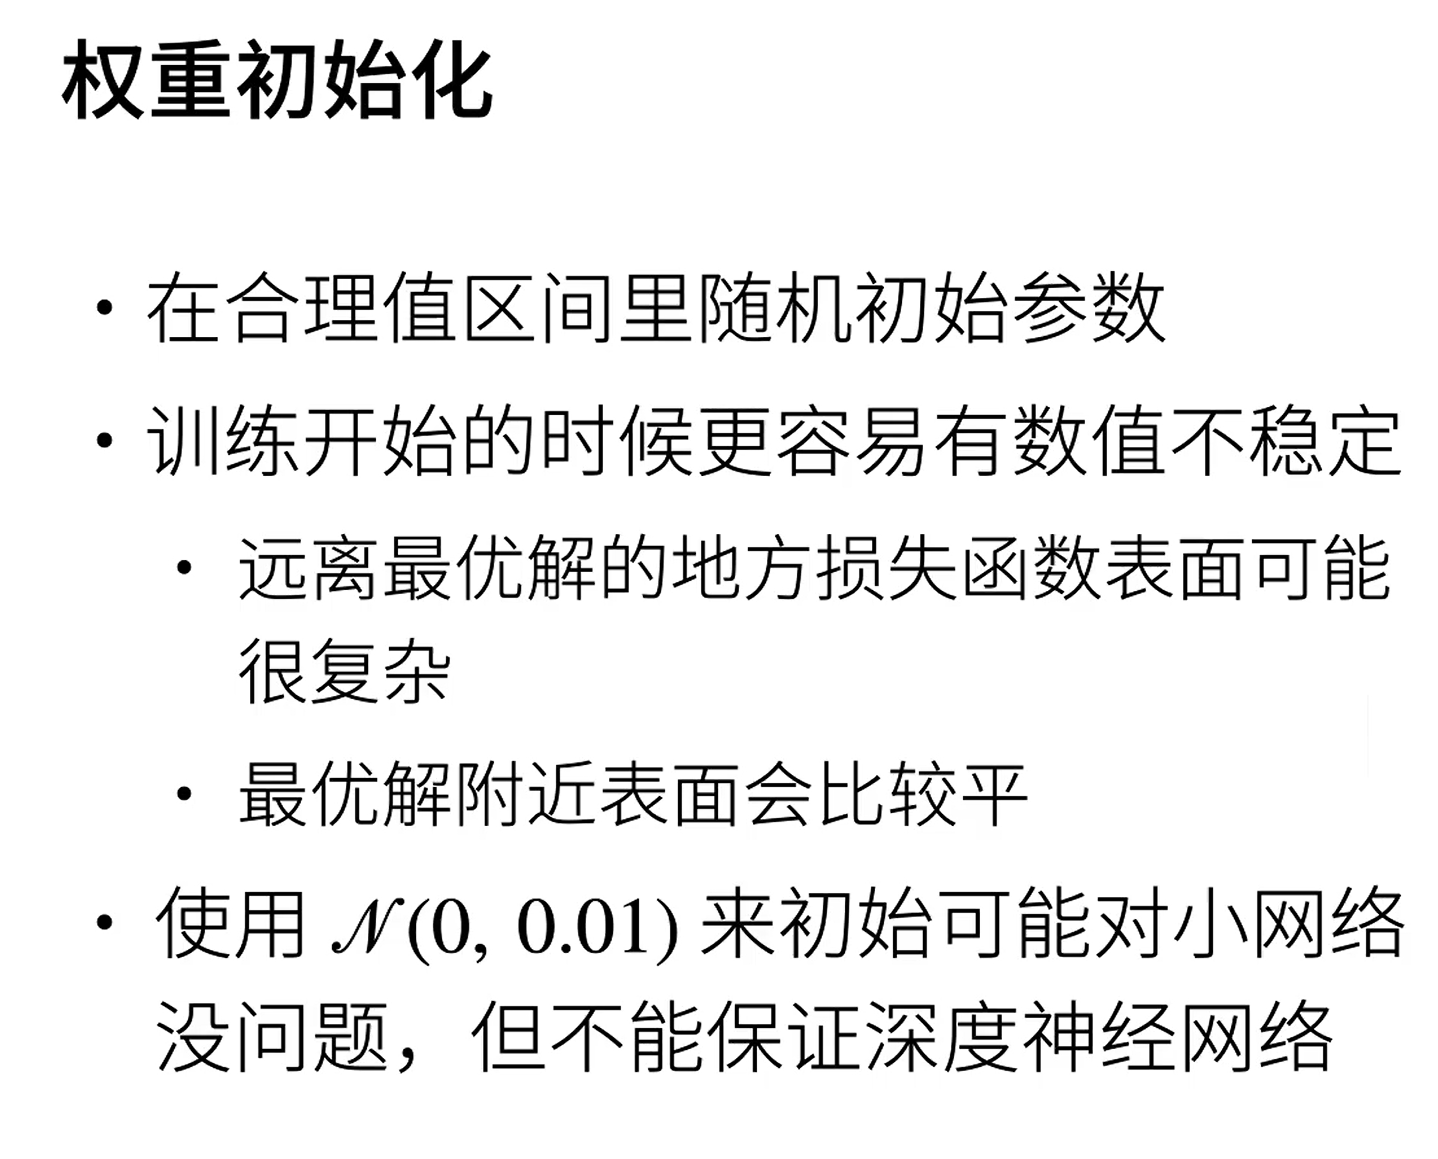 权重初始化
• 在合理值区间里随机初始参数
• 训练开始的时候更容易有数值不稳定
• 远离最优解的地方损失函数表面可能
很复杂
• 最优解附近表面会比较平
• 使用 𝒩(0, 0.01) 来初始可能对小网络
没问题，但不能保证深度神经网络